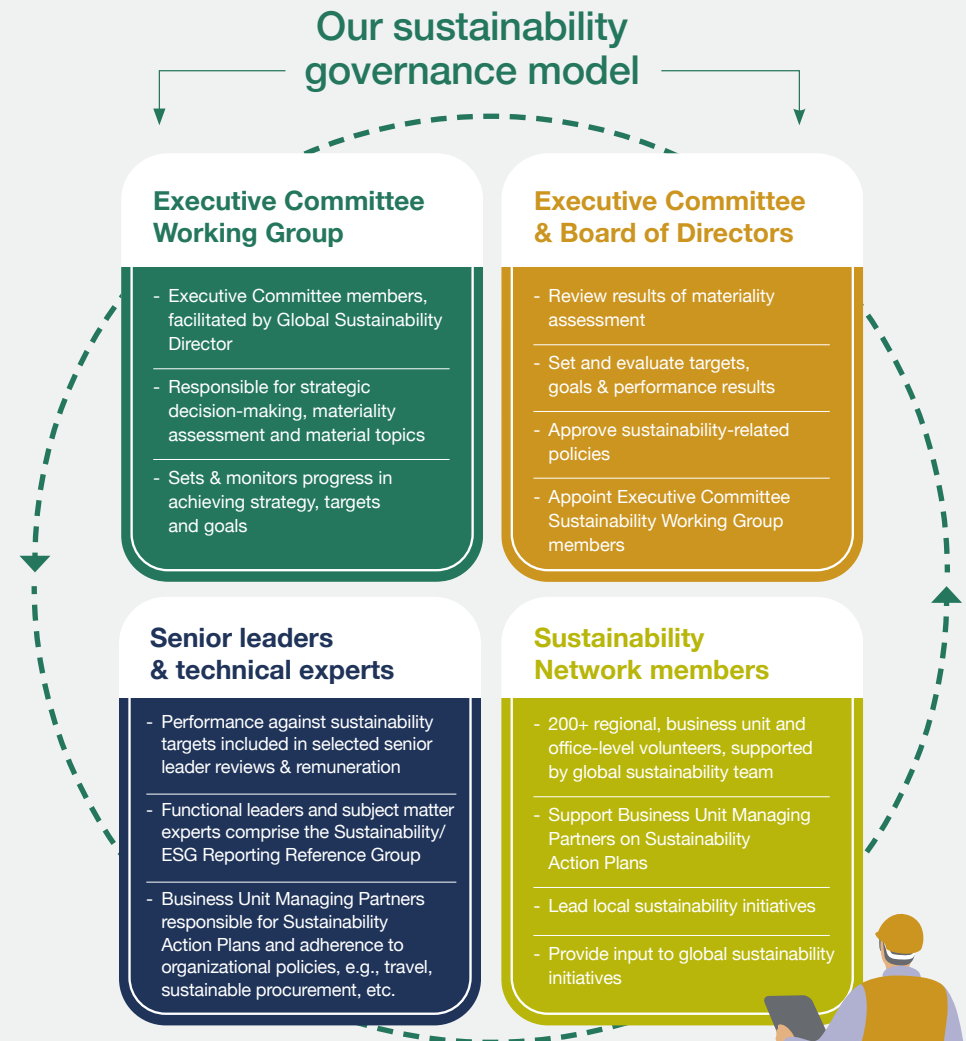 Our sustainability
governance model
Executive Committee
Working Group
- Executive Committee members,
facilitated by Global Sustainability
Director
- Responsible for strategic
decision-making, materiality
assessment and material topics
- Sets & monitors progress in
achieving strategy, targets
and goals
Executive Committee
& Board of Directors
- Review results of materiality
assessment
- Set and evaluate targets,
goals & performance results
- Approve sustainability-related
policies
- Appoint Executive Committee
Sustainability Working Group
members
Senior leaders
& technical experts
- Performance against sustainability
targets included in selected senior
leader reviews & remuneration
- Functional leaders and subject matter
experts comprise the Sustainability/
ESG Reporting Reference Group
- Business Unit Managing Partners
responsible for Sustainability
Action Plans and adherence to
organizational policies, e.g., travel,
sustainable procurement, etc.
Sustainability
Network members
- 200+ regional, business unit and
office-level volunteers, supported
by global sustainability team
- Support Business Unit Managing
Partners on Sustainability
Action Plans
- Lead local sustainability initiatives
- Provide input to global sustainability
initiatives